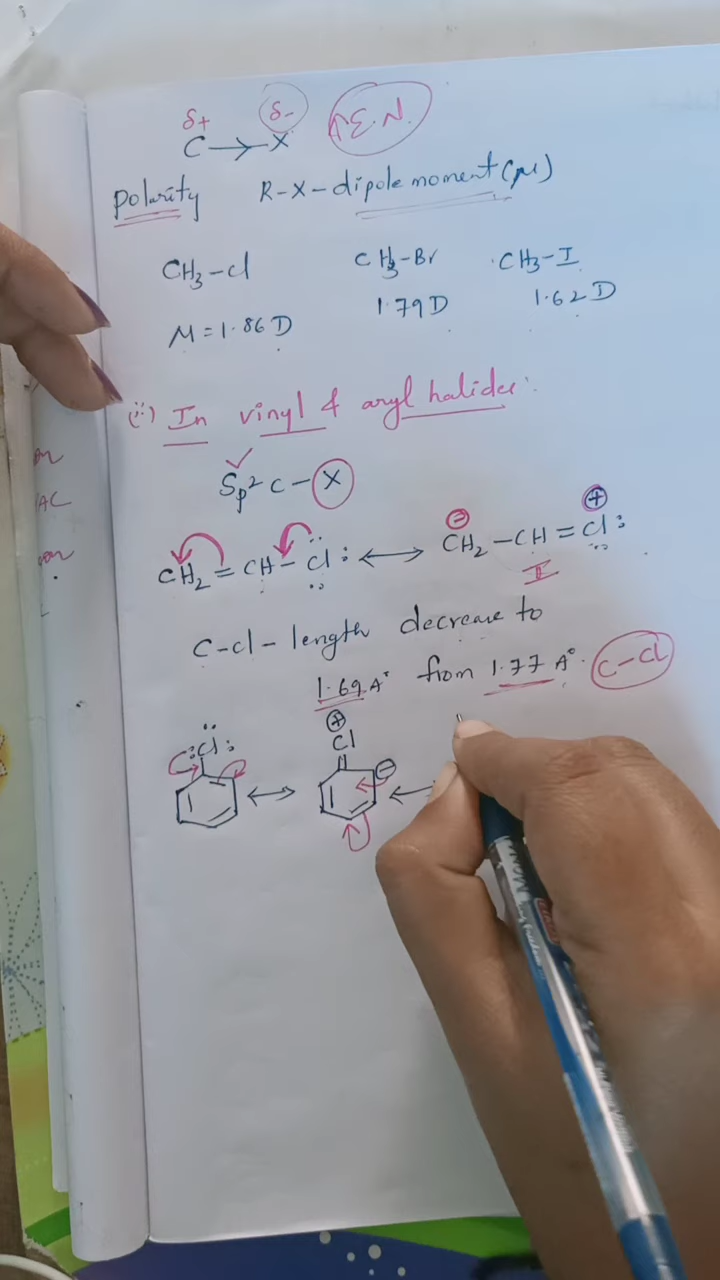 δ+ δ- ↑E.N.
C → X
Polarity R-X-dipole moment (μ)
CH3-Cl CH3-Br CH3-I
μ = 1.86 D 1.79 D 1.62 D
(ii) In vinyl & aryl halides:
Sp² C - X
CH2 = CH - Cl: ↔ CH2 - CH = Cl:
⊖ ⊕
I
C-Cl- length decrease to
1.69 A° from 1.77 A°. C-Cl
:Cl: ↔ Cl ⊕ ⊖ ←